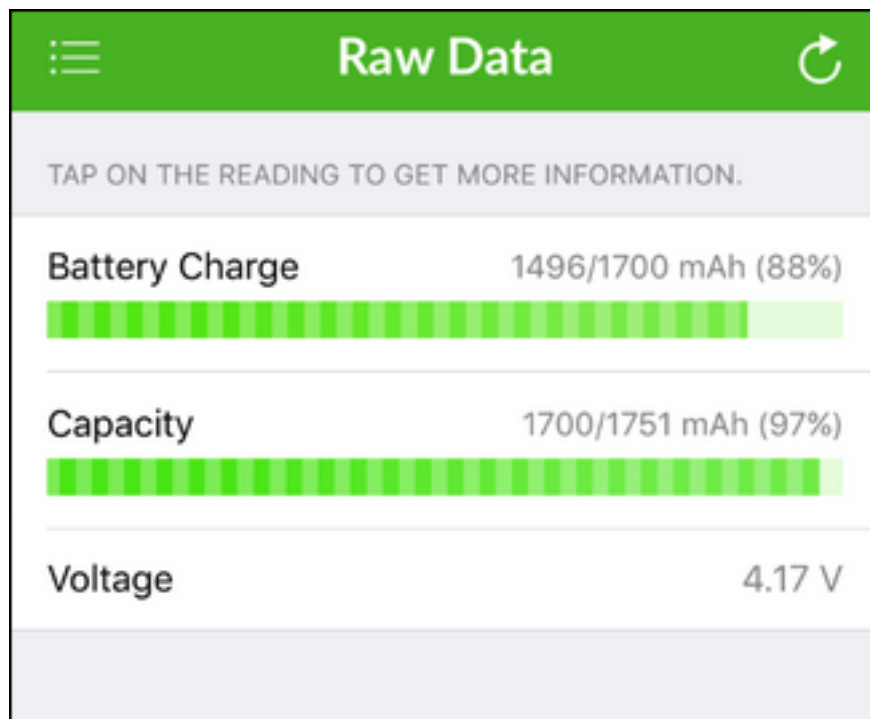 Raw Data
TAP ON THE READING TO GET MORE INFORMATION.
Battery Charge 1496/1700 mAh (88%)
Capacity 1700/1751 mAh (97%)
Voltage 4.17 V